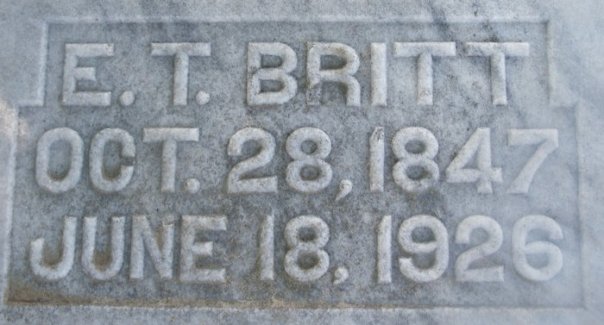 E. T. BRITT
OCT. 28, 1847
JUNE 18, 1926